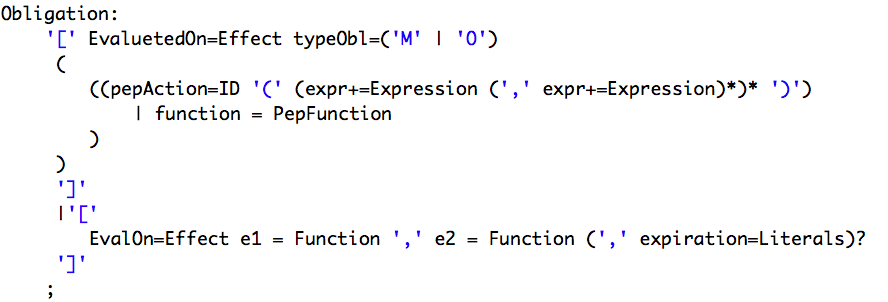 Obligation:
'[' EvaluetedOn=Effect typeObl=('M' | 'O')
(
((pepAction=ID '(' (expr+=Expression (',' expr+=Expression)*)* ')')
| function = PepFunction
)
)
']'
|'['
EvalOn=Effect e1 = Function ',' e2 = Function (',' expiration=Literals)?
']'
;